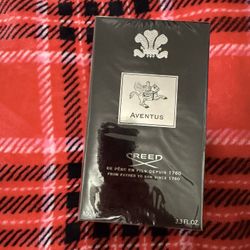 AVENTUS
CREED
DE PÈRE EN FILS DEPUIS 1760
FROM FATHER TO SON SINCE 1760
3.3 FL.OZ.